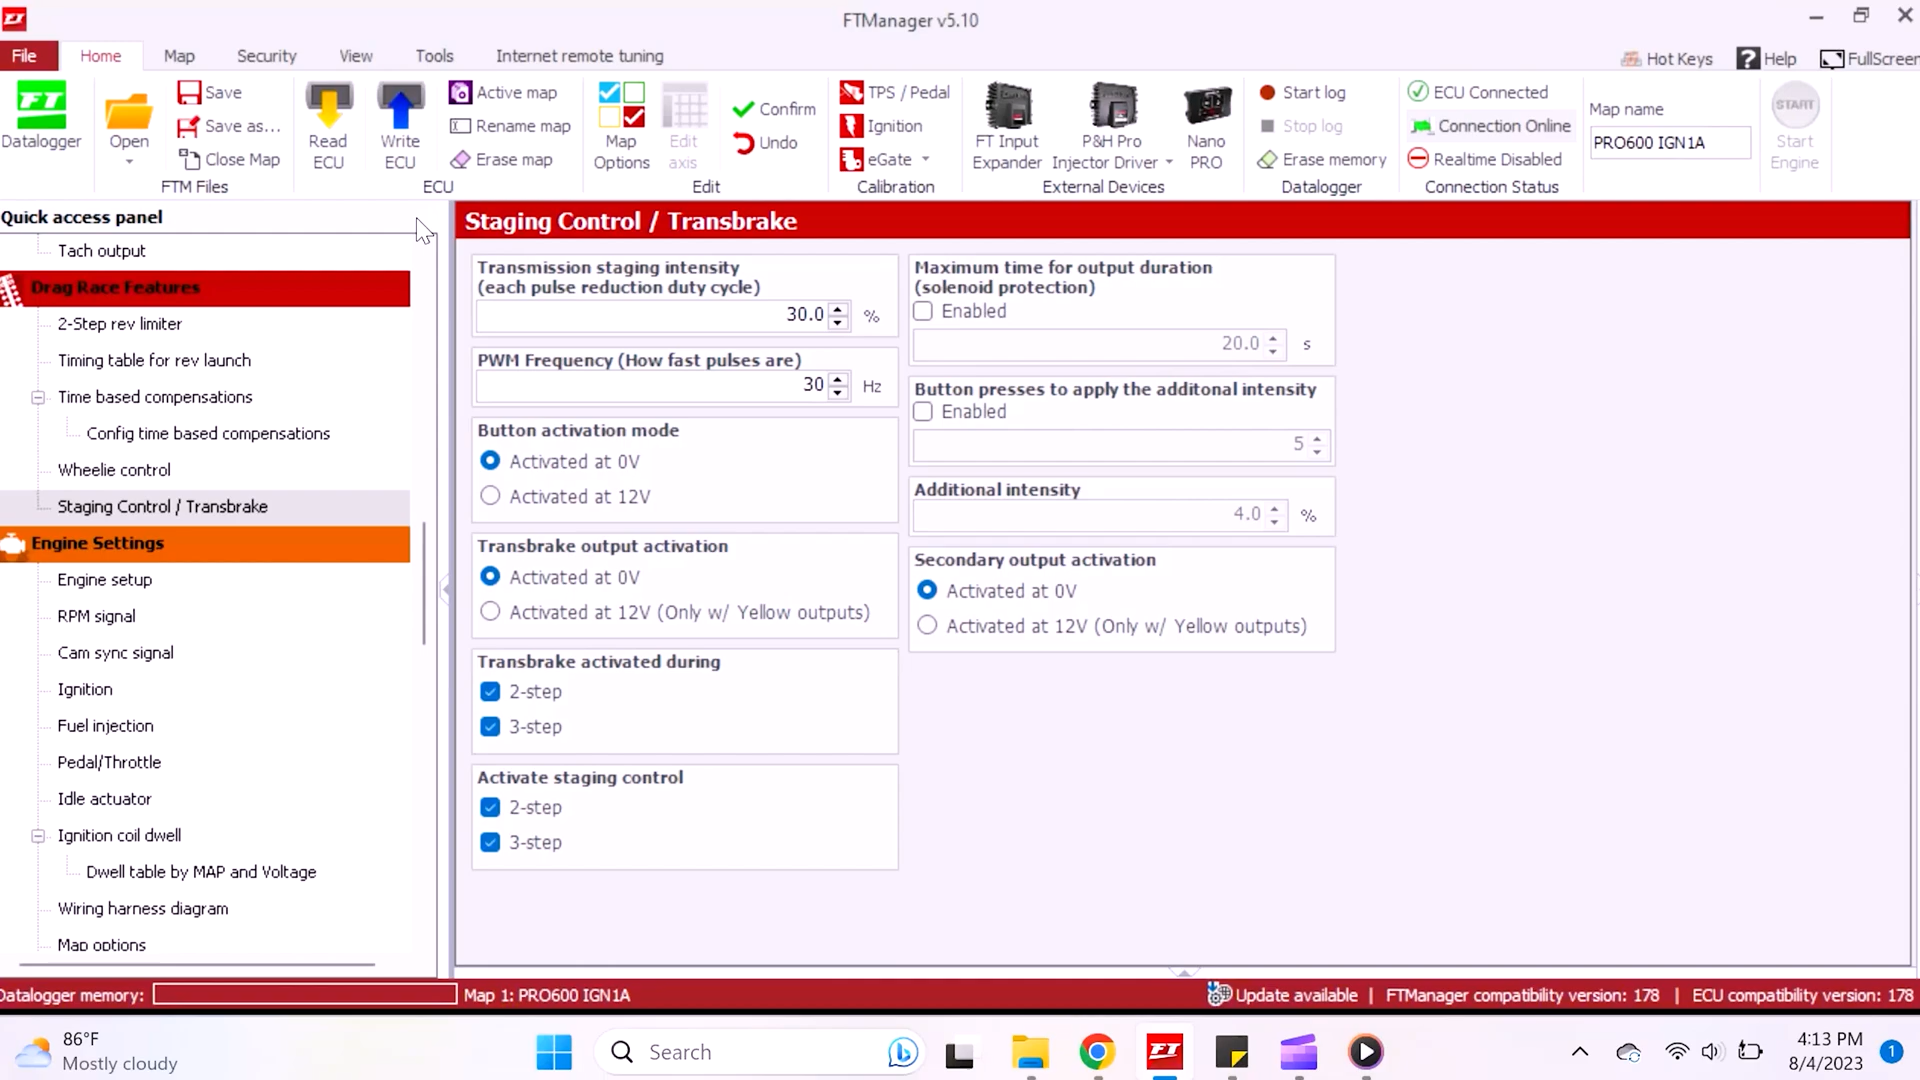 FT
FTManager v5.10
File
Home
Map
Security
View
Tools
Internet remote tuning
Hot Keys
? Help
FullScreen
FT
Datalogger
Open
Save
Save as...
Close Map
FTM Files
Read
ECU
Write
ECU
Active map
Rename map
Erase map
ECU
Map
Options
Edit
axis
Confirm
Undo
Edit
TPS / Pedal
Ignition
eGate
Calibration
FT Input
Expander
P&H Pro
Injector Driver
Nano
PRO
External Devices
Start log
Stop log
Erase memory
Datalogger
ECU Connected
Connection Online
Realtime Disabled
Connection Status
Map name
PRO600 IGN1A
START
Start
Engine
Quick access panel
Tach output
Drag Race Features
2-Step rev limiter
Timing table for rev launch
Time based compensations
Config time based compensations
Wheelie control
Staging Control / Transbrake
Engine Settings
Engine setup
RPM signal
Cam sync signal
Ignition
Fuel injection
Pedal/Throttle
Idle actuator
Ignition coil dwell
Dwell table by MAP and Voltage
Wiring harness diagram
Map options
Staging Control / Transbrake
Transmission staging intensity
(each pulse reduction duty cycle)
30.0 %
PWM Frequency (How fast pulses are)
30 Hz
Button activation mode
Activated at 0V
Activated at 12V
Transbrake output activation
Activated at 0V
Activated at 12V (Only w/ Yellow outputs)
Transbrake activated during
2-step
3-step
Activate staging control
2-step
3-step
Maximum time for output duration
(solenoid protection)
Enabled
20.0 s
Button presses to apply the additonal intensity
Enabled
5
Additional intensity
4.0 %
Secondary output activation
Activated at 0V
Activated at 12V (Only w/ Yellow outputs)
Datalogger memory:
Map 1: PRO600 IGN1A
Update available | FTManager compatibility version: 178 | ECU compatibility version: 178
86°F
Mostly cloudy
Search
FT
4:13 PM
8/4/2023
1